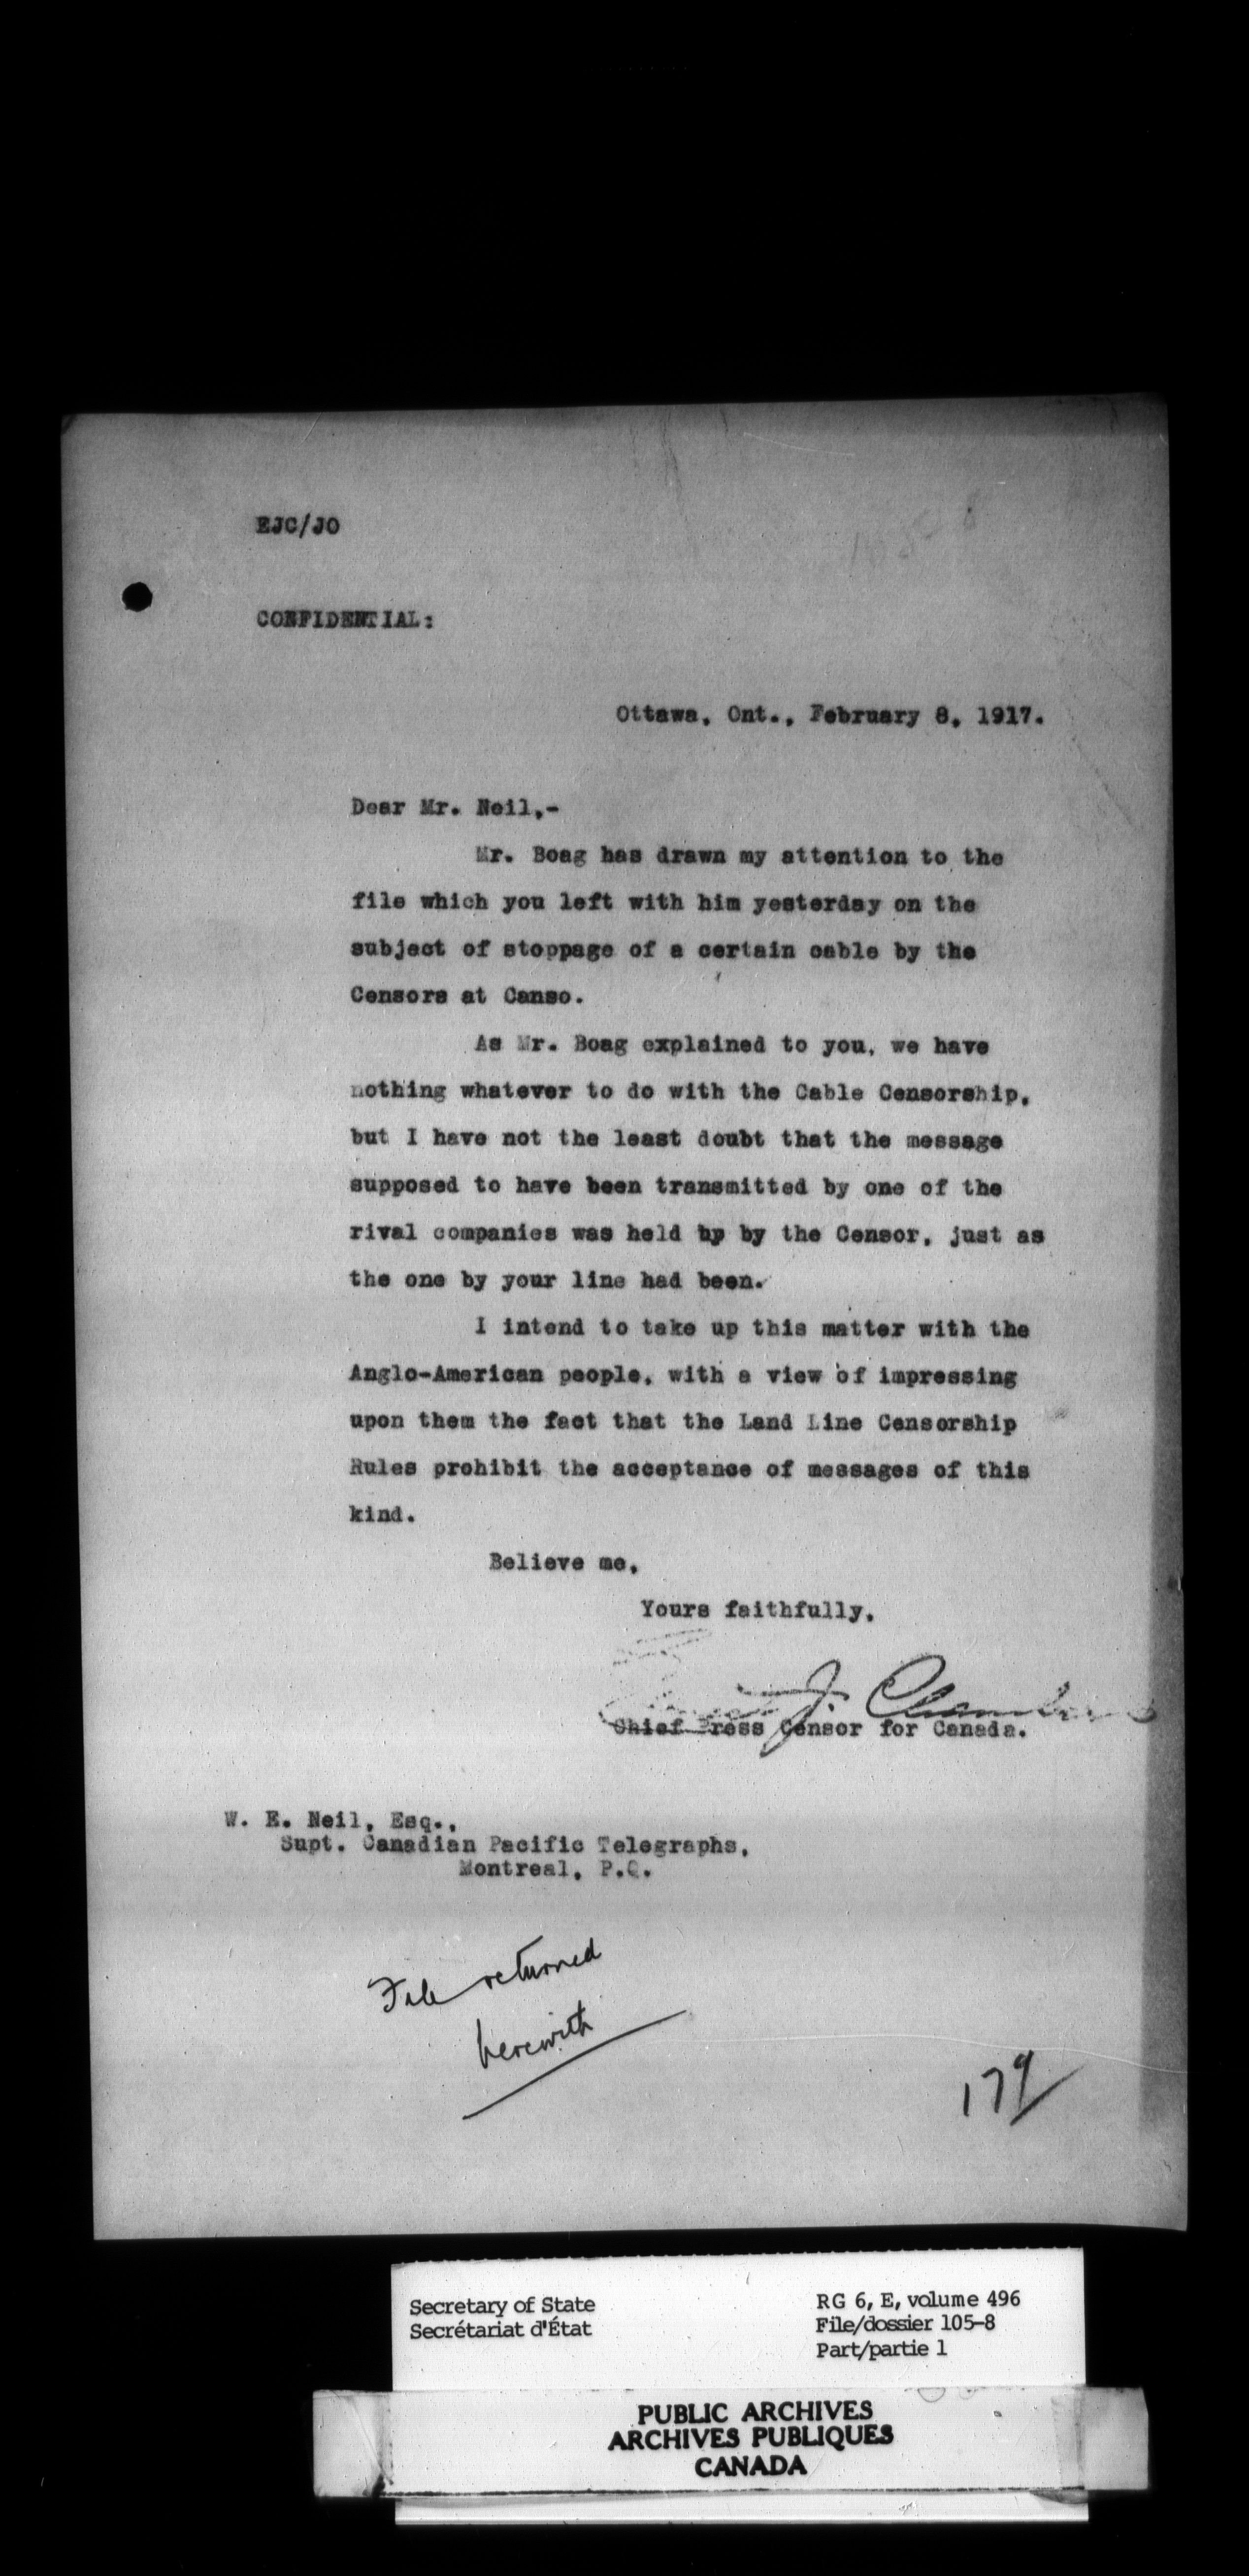 EJC/JO
105-8
CONFIDENTIAL:
Ottawa, Ont., February 8, 1917.
Dear Mr. Neil,-
Mr. Boag has drawn my attention to the
file which you left with him yesterday on the
subject of stoppage of a certain cable by the
Censors at Canso.
As Mr. Boag explained to you, we have
nothing whatever to do with the Cable Censorship,
but I have not the least doubt that the message
supposed to have been transmitted by one of the
rival companies was held up by the Censor, just as
the one by your line had been.
I intend to take up this matter with the
Anglo-American people, with a view of impressing
upon them the fact that the Land Line Censorship
Rules prohibit the acceptance of messages of this
kind.
Believe me,
Yours faithfully,
Ernest J. Chambers
Chief Press Censor for Canada.
W. E. Neil, Esq.,
Supt. Canadian Pacific Telegraphs,
Montreal, P.Q.
File returned
herewith
179
Secretary of State
Secrétariat d'État
RG 6, E, volume 496
File/dossier 105-8
Part/partie 1
PUBLIC ARCHIVES
ARCHIVES PUBLIQUES
CANADA